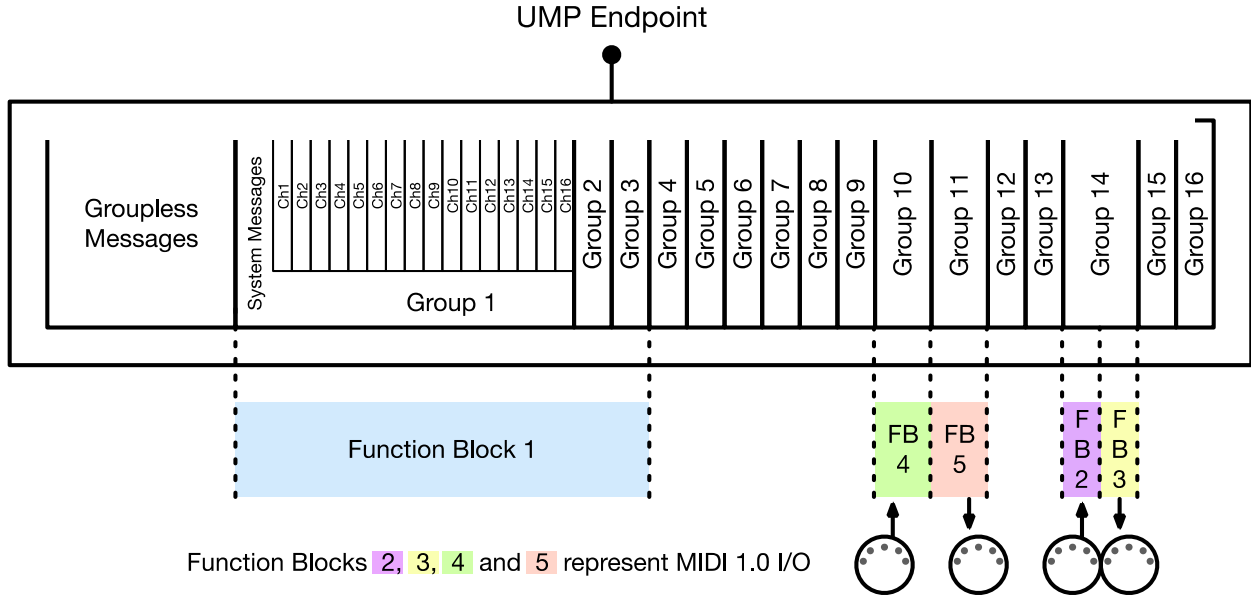 UMP Endpoint
Groupless
Messages
System Messages
Ch1
Ch2
Ch3
Ch4
Ch5
Ch6
Ch7
Ch8
Ch9
Ch10
Ch11
Ch12
Ch13
Ch14
Ch15
Ch16
Group 1
Group 2
Group 3
Group 4
Group 5
Group 6
Group 7
Group 8
Group 9
Group 10
Group 11
Group 12
Group 13
Group 14
Group 15
Group 16
Function Block 1
FB
4
FB
5
F
B
2
F
B
3
Function Blocks 2, 3, 4 and 5 represent MIDI 1.0 I/O